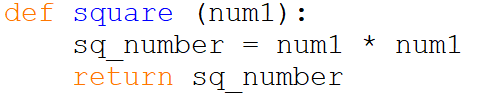 def square (num1):
    sq_number = num1 * num1
    return sq_number